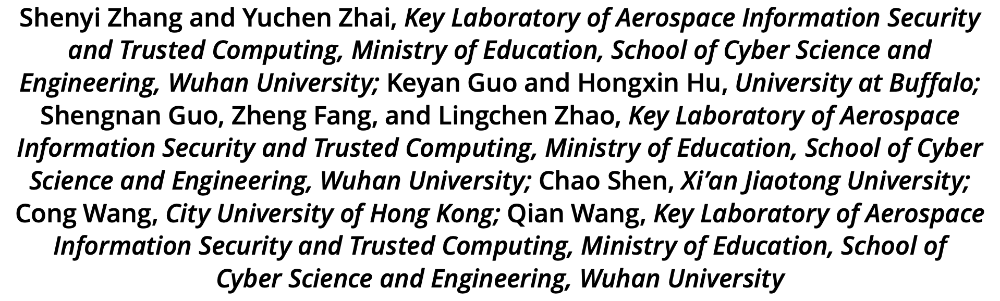 Shenyi Zhang and Yuchen Zhai, Key Laboratory of Aerospace Information Security
and Trusted Computing, Ministry of Education, School of Cyber Science and
Engineering, Wuhan University; Keyan Guo and Hongxin Hu, University at Buffalo;
Shengnan Guo, Zheng Fang, and Lingchen Zhao, Key Laboratory of Aerospace
Information Security and Trusted Computing, Ministry of Education, School of Cyber
Science and Engineering, Wuhan University; Chao Shen, Xi’an Jiaotong University;
Cong Wang, City University of Hong Kong; Qian Wang, Key Laboratory of Aerospace
Information Security and Trusted Computing, Ministry of Education, School of
Cyber Science and Engineering, Wuhan University